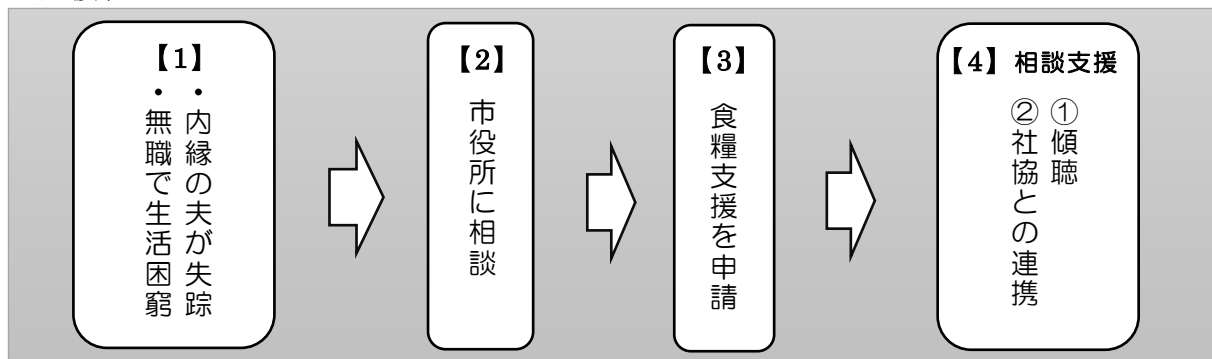 【1】
・内縁の夫が失踪
・無職で生活困窮
【2】
市役所に相談
【3】
食糧支援を申請
【4】相談支援
①傾聴
②社協との連携